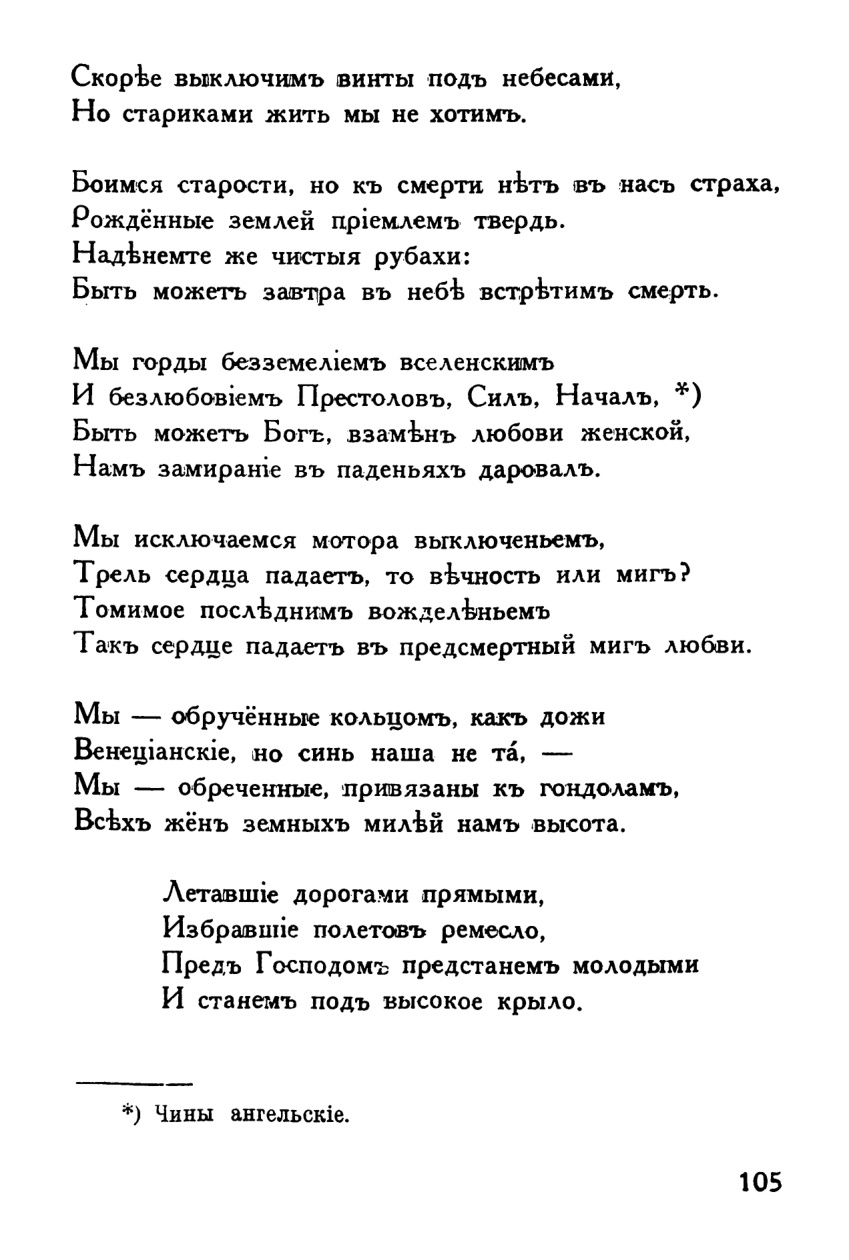 Скорѣе выключимъ винты подъ небесами,
Но стариками жить мы не хотимъ.
Боимся старости, но къ смерти нѣтъ въ насъ страха,
Рождённые землей пріемлемъ твердь.
Надѣнемте же чистыя рубахи:
Быть можетъ завтра въ небѣ встрѣтимъ смерть.
Мы горды безземеліемъ вселенскимъ
И безлюбовіемъ Престоловъ, Силъ, Началъ, *)
Быть можетъ Богъ, взамѣнъ любови женской,
Намъ замираніе въ паденьяхъ даровалъ.
Мы исключаемся мотора выключеньемъ,
Трель сердца падаетъ, то вѣчность или мигъ?
Томимое послѣднимъ вожделѣньемъ
Такъ сердце падаетъ въ предсмертный мигъ любви.
Мы — обручённые кольцомъ, какъ дожи
Венеціанскіе, но синь наша не та́, —
Мы — обреченные, привязаны къ гондоламъ,
Всѣхъ жёнъ земныхъ милѣй намъ высота.
Летавшіе дорогами прямыми,
Избравшіе полетовъ ремесло,
Предъ Господомъ предстанемъ молодыми
И станемъ подъ высокое крыло.
*) Чины ангельскіе.
105